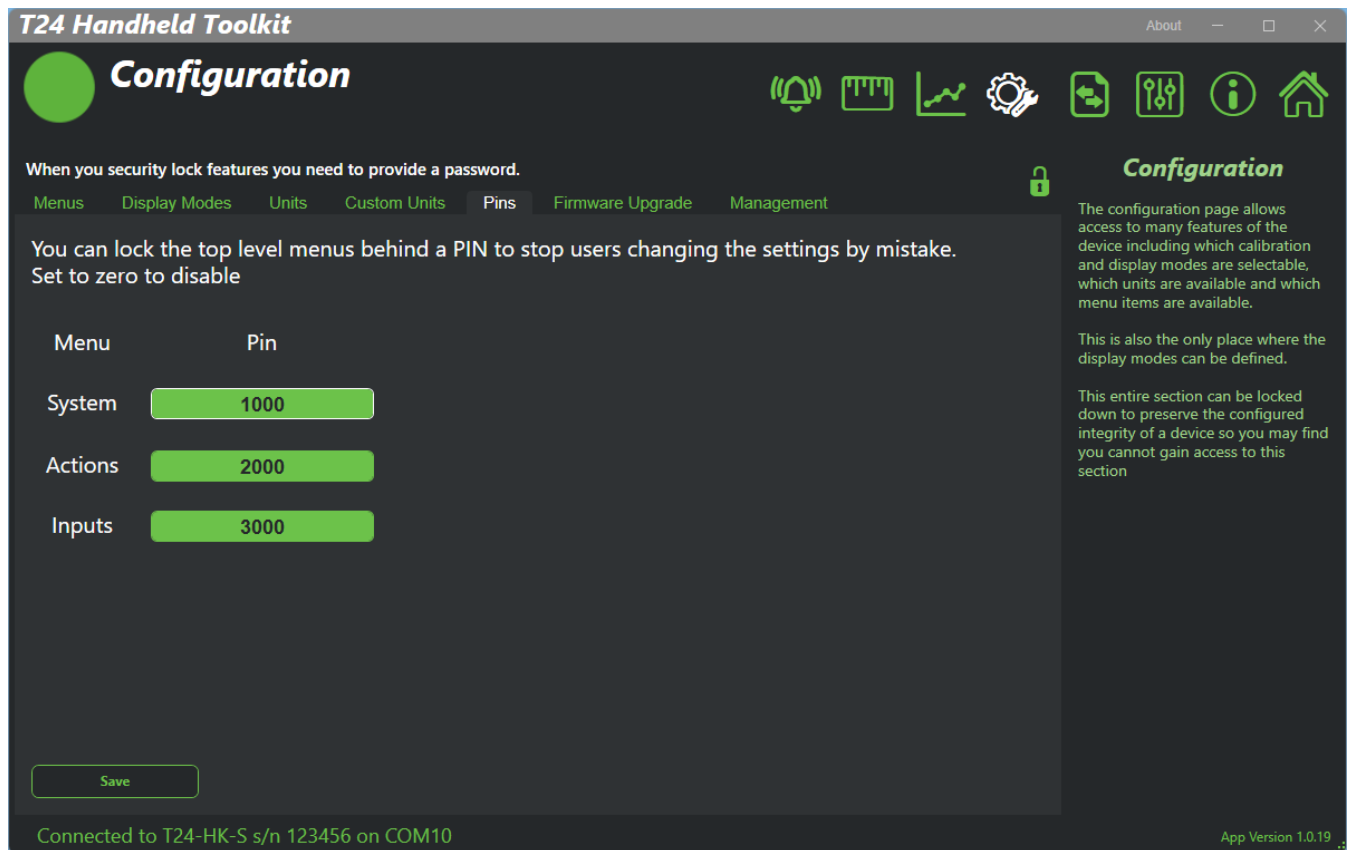 T24 Handheld Toolkit
About
Configuration
When you security lock features you need to provide a password.
Menus Display Modes Units Custom Units Pins Firmware Upgrade Management
You can lock the top level menus behind a PIN to stop users changing the settings by mistake.
Set to zero to disable
Menu Pin
System 1000
Actions 2000
Inputs 3000
Save
Configuration
The configuration page allows
access to many features of the
device including which calibration
and display modes are selectable,
which units are available and which
menu items are available.
This is also the only place where the
display modes can be defined.
This entire section can be locked
down to preserve the configured
integrity of a device so you may find
you cannot gain access to this
section
Connected to T24-HK-S s/n 123456 on COM10
App Version 1.0.19